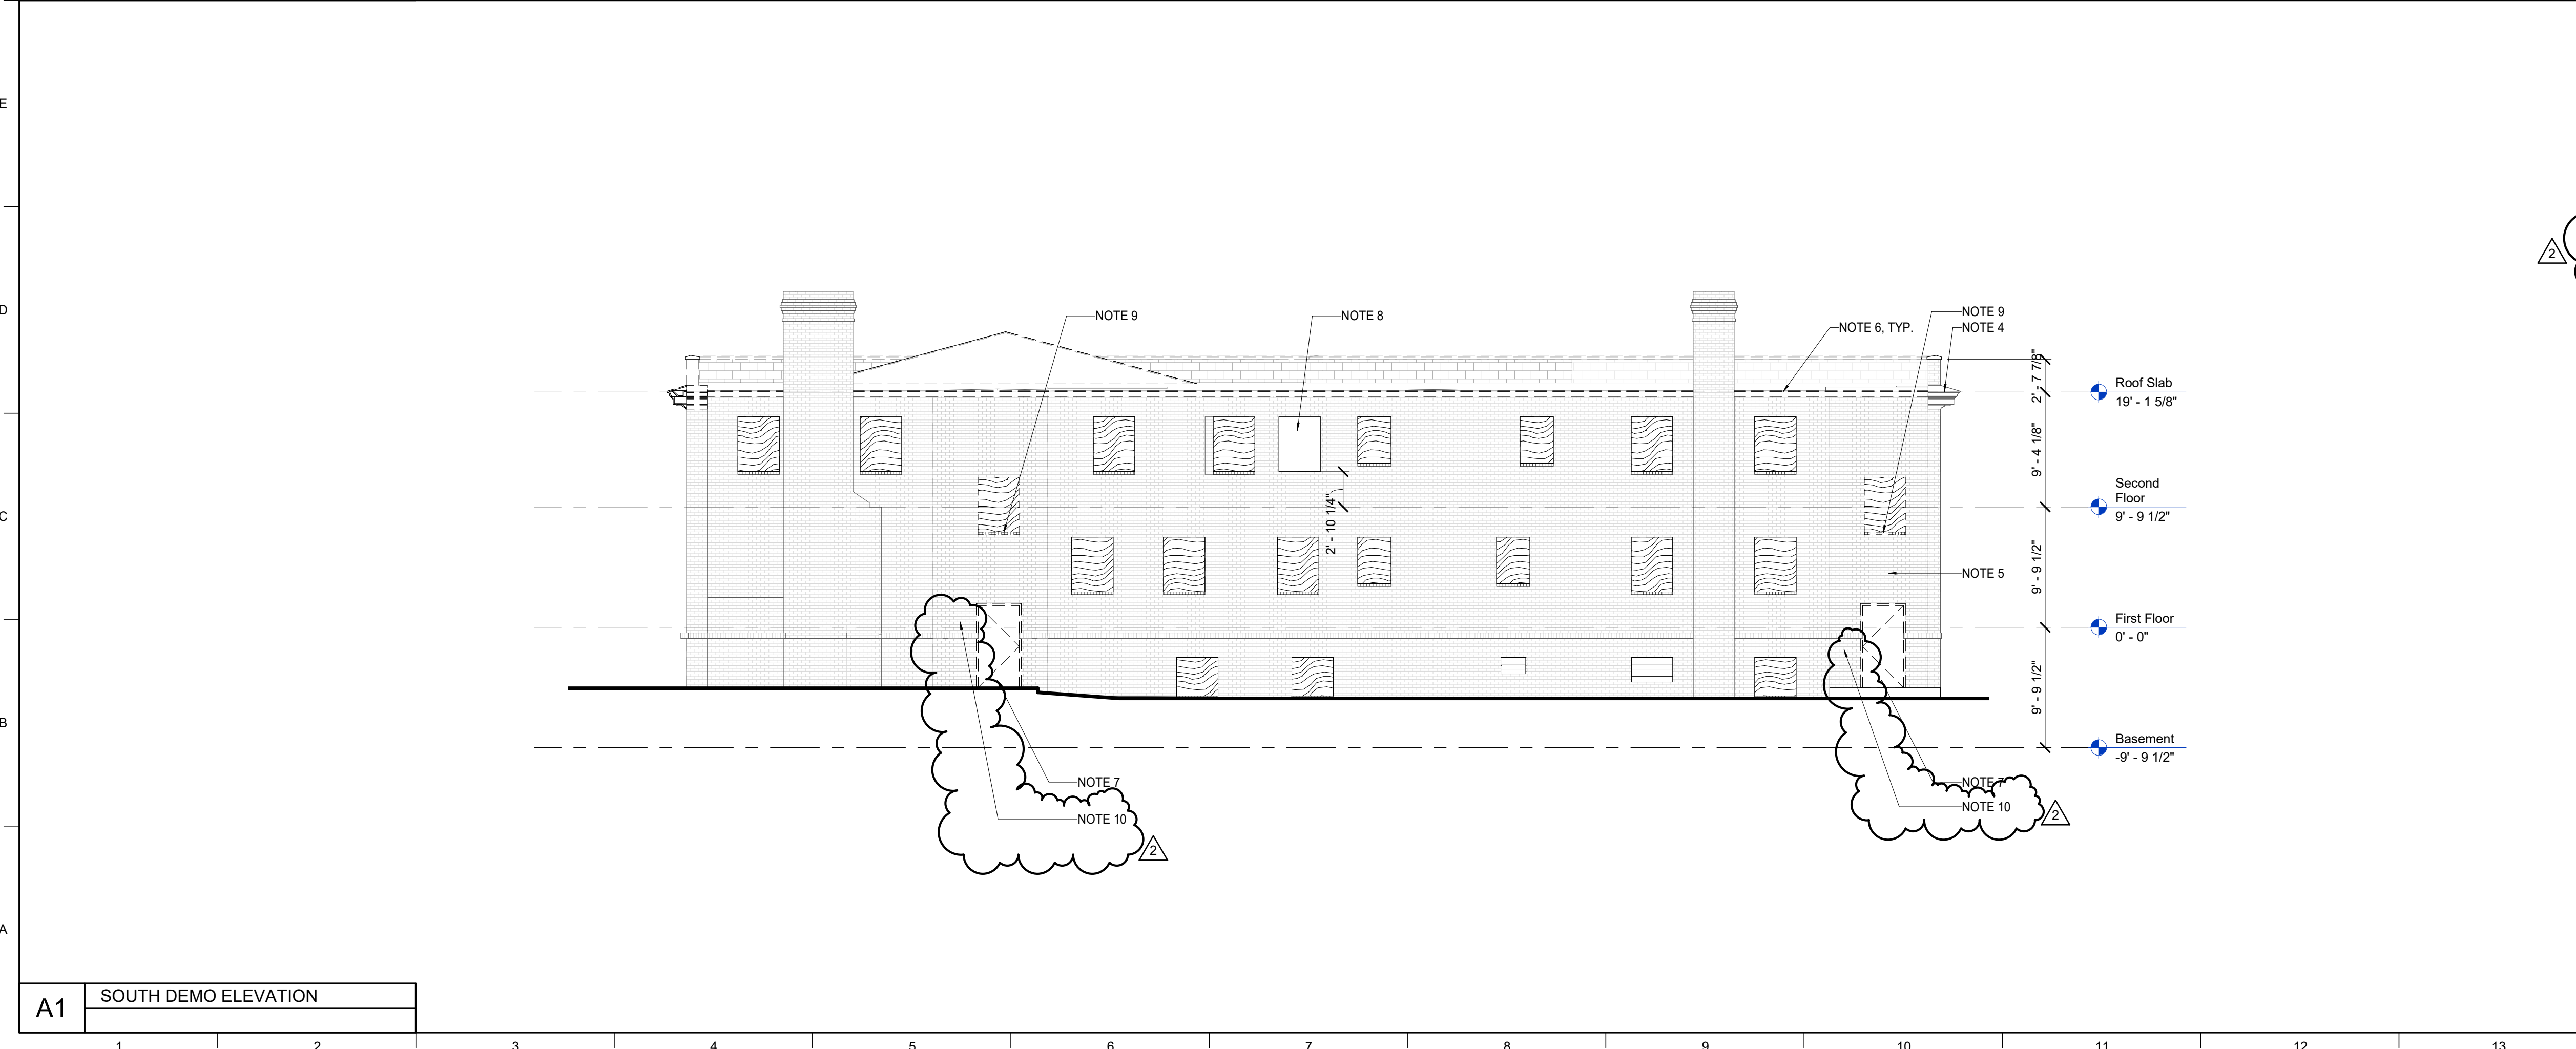 E
D
C
B
A
2
NOTE 9
NOTE 8
NOTE 6, TYP.
NOTE 9
NOTE 4
2' - 7 7/8"
Roof Slab
19' - 1 5/8"
9' - 4 1/8"
Second
Floor
9' - 9 1/2"
2' - 10 1/4"
9' - 9 1/2"
NOTE 5
First Floor
0' - 0"
9' - 9 1/2"
Basement
-9' - 9 1/2"
NOTE 7
NOTE 10
2
NOTE 7
NOTE 10
2
A1
SOUTH DEMO ELEVATION
1 2 3 4 5 6 7 8 9 10 11 12 13